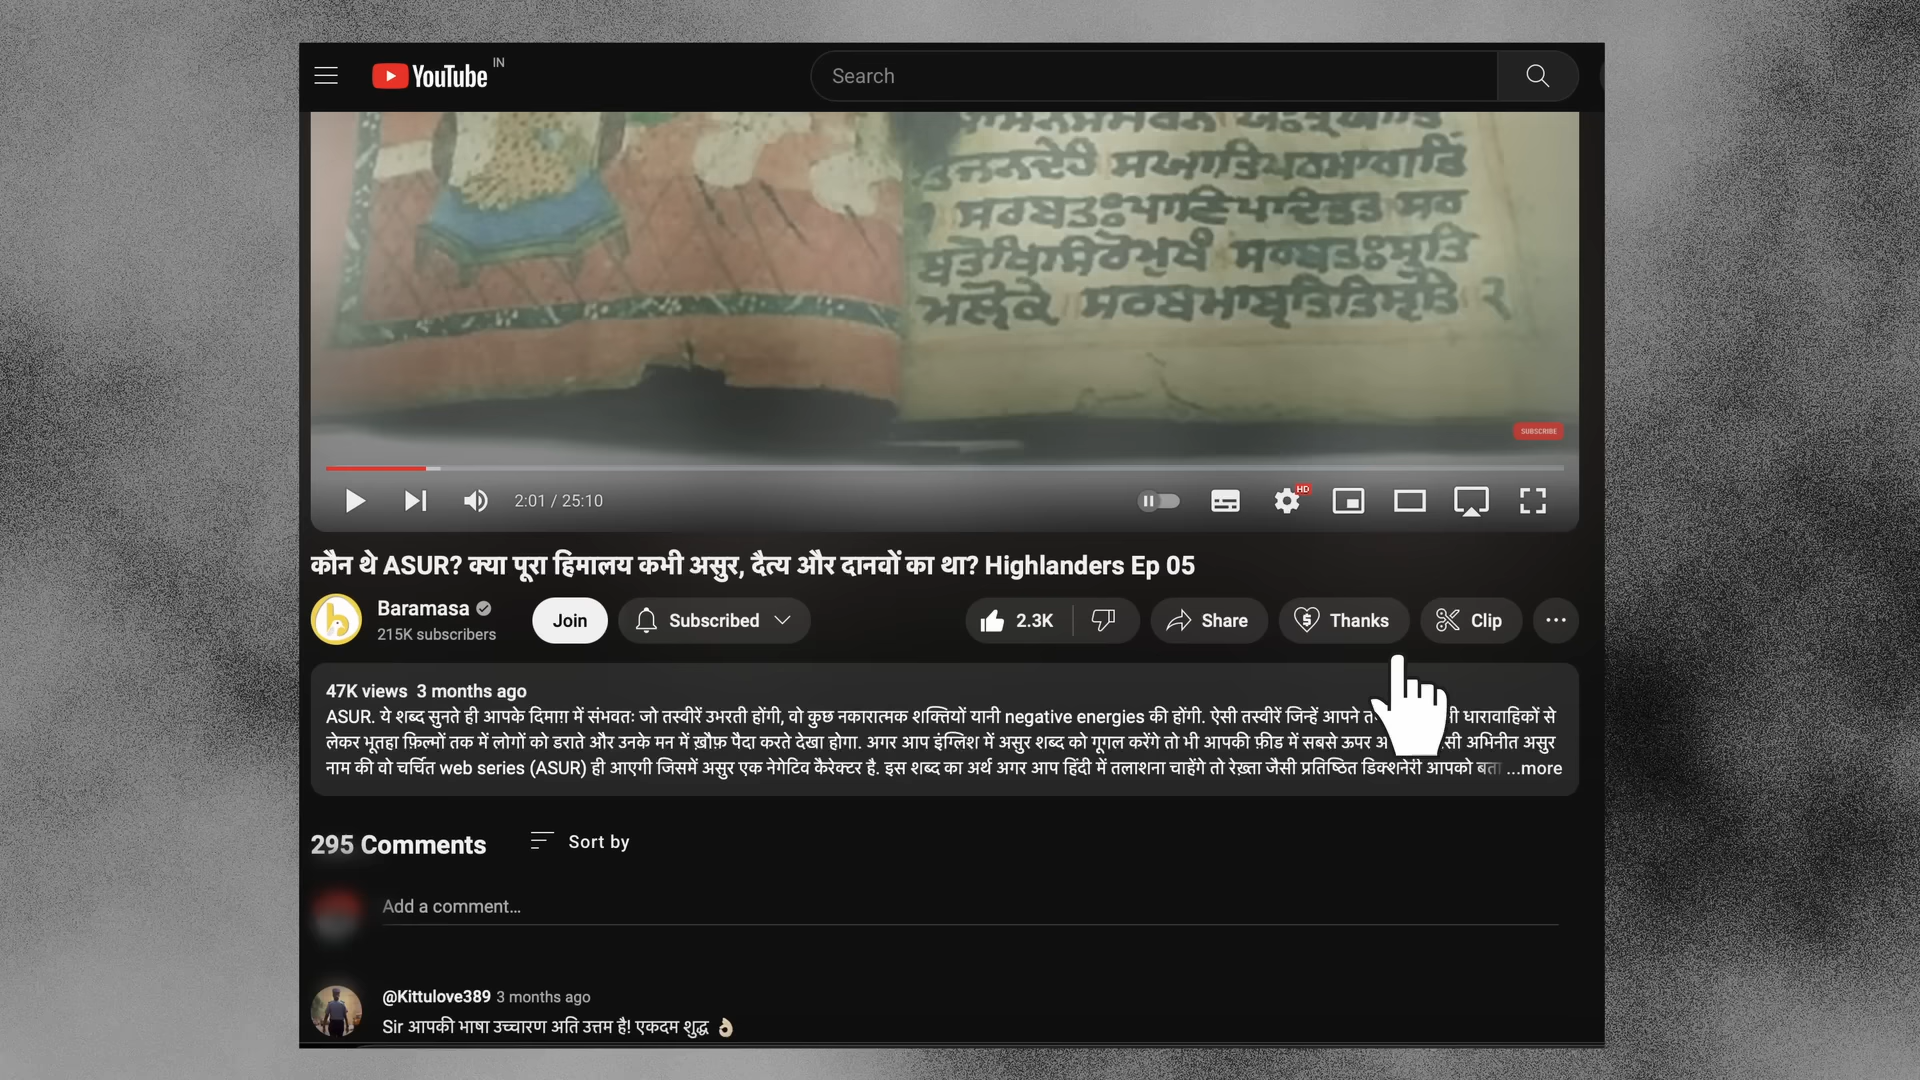 YouTube IN
Search
SUBSCRIBE
2:01 / 25:10
HD
कौन थे ASUR? क्या पूरा हिमालय कभी असुर, दैत्य और दानवों का था? Highlanders Ep 05
Baramasa
215K subscribers
Join
Subscribed
2.3K
Share
Thanks
Clip
47K views 3 months ago
ASUR. ये शब्द सुनते ही आपके दिमाग़ में संभवतः जो तस्वीरें उभरती होंगी, वो कुछ नकारात्मक शक्तियों यानी negative energies की होंगी. ऐसी तस्वीरें जिन्हें आपने धारावाहिकों से
लेकर भूतहा फ़िल्मों तक में लोगों को डराते और उनके मन में ख़ौफ़ पैदा करते देखा होगा. अगर आप इंग्लिश में असुर शब्द को गूगल करेंगे तो भी आपकी फ़ीड में सबसे ऊपर अभिनीत असुर
नाम की वो चर्चित web series (ASUR) ही आएगी जिसमें असुर एक नेगेटिव कैरेक्टर है. इस शब्द का अर्थ अगर आप हिंदी में तलाशना चाहेंगे तो रेख़्ता जैसी प्रतिष्ठित डिक्शनेरी आपको बता ...more
295 Comments
Sort by
Add a comment...
@Kittulove389 3 months ago
Sir आपकी भाषा उच्चारण अति उत्तम है! एकदम शुद्ध 👌🏼